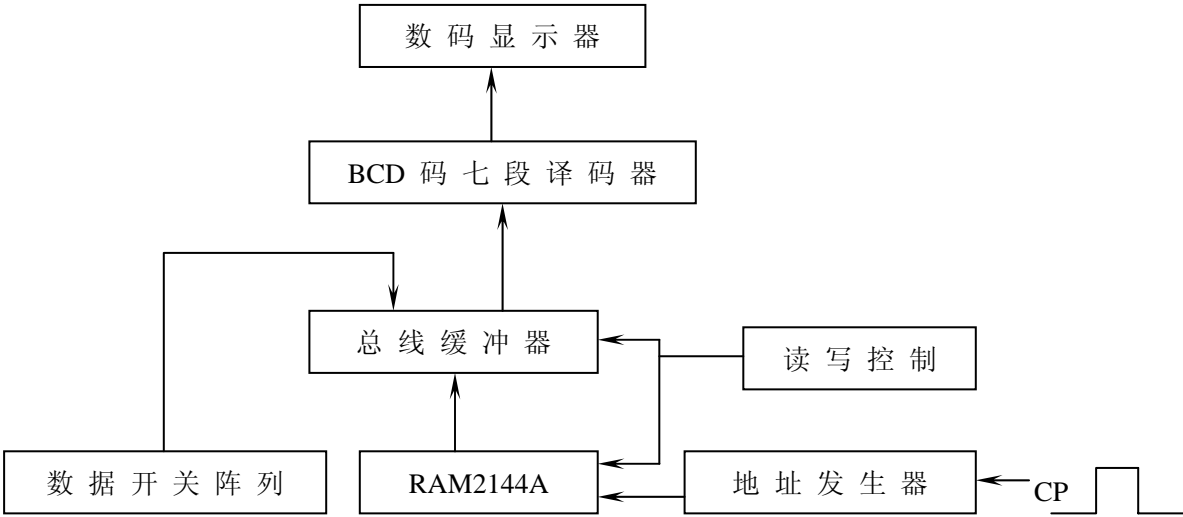 数码显示器
BCD 码七段译码器
总线缓冲器
读写控制
数据开关阵列
RAM2144A
地址发生器
CP